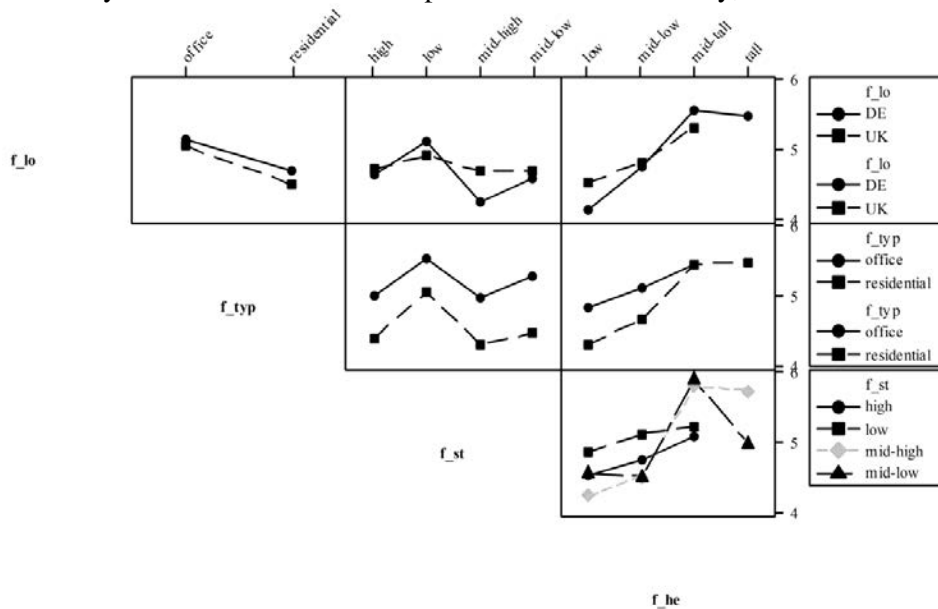 office
residential
high
low
mid-high
mid-low
low
mid-low
mid-tall
tall
6
f_lo
f_lo
DE
5
UK
f_lo
DE
UK
4
6
f_typ
office
5
residential
f_typ
f_typ
office
residential
4
6
f_st
high
f_st
5
low
mid-high
mid-low
4
f_he